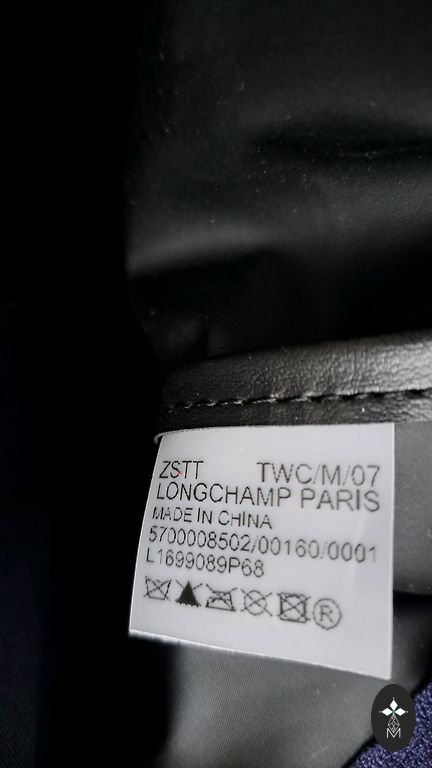 ZSTT TWC/M/07
LONGCHAMP PARIS
MADE IN CHINA
5700008502/00160/0001
L1699089P68
®
M